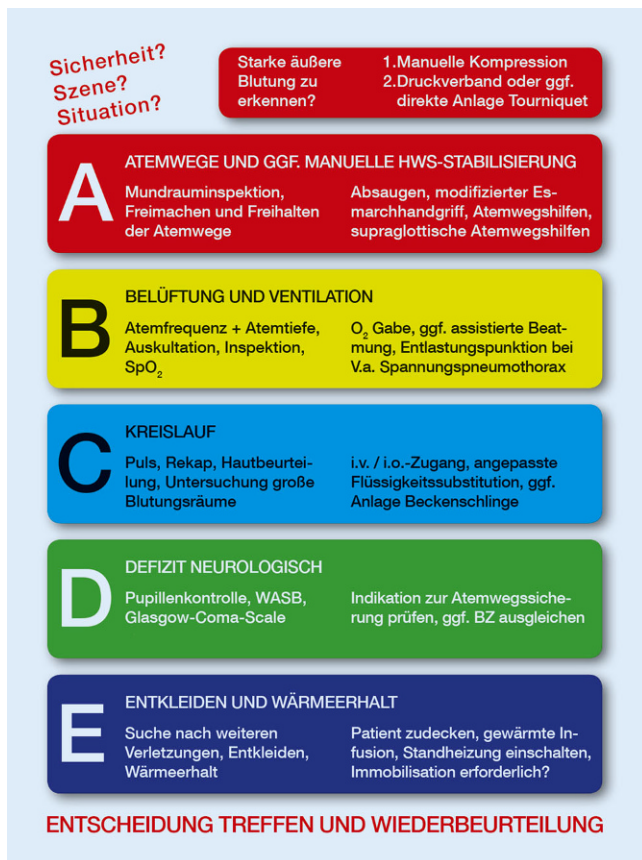 Sicherheit?
Szene?
Situation?
Starke äußere
Blutung zu
erkennen?
1.Manuelle Kompression
2.Druckverband oder ggf.
direkte Anlage Tourniquet
A
ATEMWEGE UND GGF. MANUELLE HWS-STABILISIERUNG
Mundrauminspektion,
Freimachen und Freihalten
der Atemwege
Absaugen, modifizierter Es-
marchhandgriff, Atemwegshilfen,
supraglottische Atemwegshilfen
B
BELÜFTUNG UND VENTILATION
Atemfrequenz + Atemtiefe,
Auskultation, Inspektion,
SpO₂
O₂ Gabe, ggf. assistierte Beat-
mung, Entlastungspunktion bei
V.a. Spannungspneumothorax
C
KREISLAUF
Puls, Rekap, Hautbeurtei-
lung, Untersuchung große
Blutungsräume
i.v. / i.o.-Zugang, angepasste
Flüssigkeitssubstitution, ggf.
Anlage Beckenschlinge
D
DEFIZIT NEUROLOGISCH
Pupillenkontrolle, WASB,
Glasgow-Coma-Scale
Indikation zur Atemwegssiche-
rung prüfen, ggf. BZ ausgleichen
E
ENTKLEIDEN UND WÄRMEERHALT
Suche nach weiteren
Verletzungen, Entkleiden,
Wärmeerhalt
Patient zudecken, gewärmte In-
fusion, Standheizung einschalten,
Immobilisation erforderlich?
ENTSCHEIDUNG TREFFEN UND WIEDERBEURTEILUNG